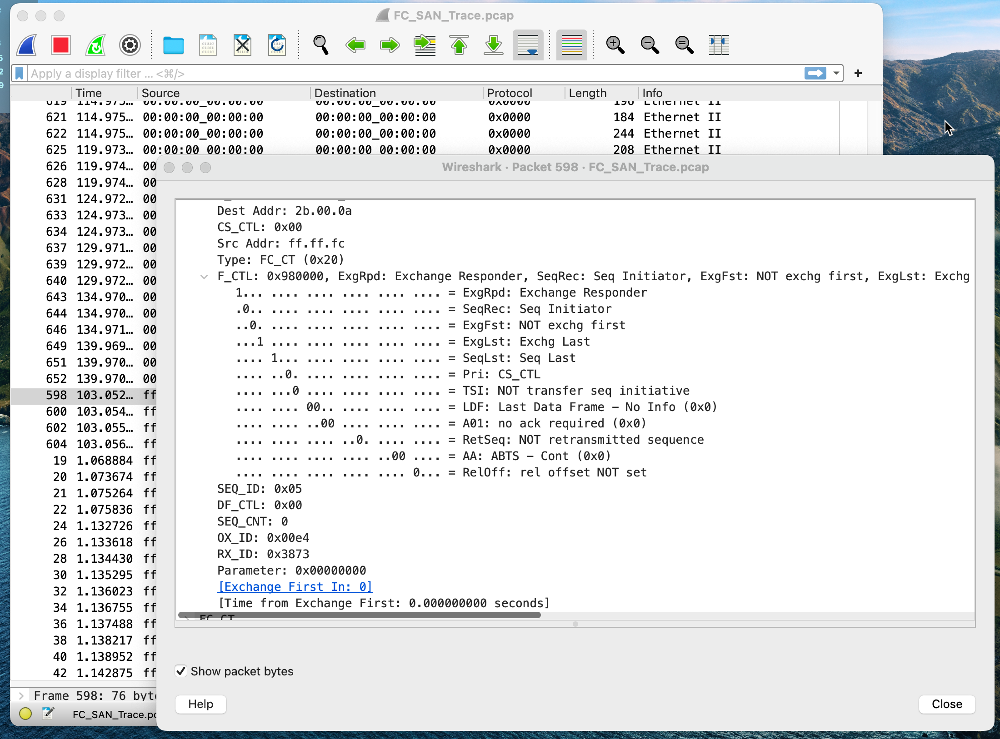 FC_SAN_Trace.pcap
Apply a display filter ... <⌘/>
+
Time Source Destination Protocol Length Info
619 114.975… 00:00:00_00:00:00 00:00:00_00:00:00 0x0000 196 Ethernet II
621 114.975… 00:00:00_00:00:00 00:00:00_00:00:00 0x0000 184 Ethernet II
622 114.975… 00:00:00_00:00:00 00:00:00_00:00:00 0x0000 244 Ethernet II
625 119.973… 00:00:00_00:00:00 00:00:00_00:00:00 0x0000 208 Ethernet II
626 119.974… 00
628 119.974… 00
631 124.972… 00
633 124.973… 00
634 124.973… 00
637 129.971… 00
639 129.972… 00
640 129.972… 00
643 134.970… 00
644 134.970… 00
646 134.971… 00
649 139.969… 00
651 139.970… 00
652 139.970… 00
598 103.052… ff
600 103.054… ff
602 103.055… ff
604 103.056… ff
19 1.068884 ff
20 1.073674 ff
21 1.075264 ff
22 1.075836 ff
24 1.132726 ff
26 1.133618 ff
28 1.134430 ff
30 1.135295 ff
32 1.136023 ff
34 1.136755 ff
36 1.137488 ff
38 1.138217 ff
40 1.138952 ff
42 1.142875 ff
Frame 598: 76 byt
FC_SAN_Trace.pc
Wireshark · Packet 598 · FC_SAN_Trace.pcap
Dest Addr: 2b.00.0a
CS_CTL: 0x00
Src Addr: ff.ff.fc
Type: FC_CT (0x20)
F_CTL: 0x980000, ExgRpd: Exchange Responder, SeqRec: Seq Initiator, ExgFst: NOT exchg first, ExgLst: Exchg
1... .... .... .... .... .... = ExgRpd: Exchange Responder
.0.. .... .... .... .... .... = SeqRec: Seq Initiator
..0. .... .... .... .... .... = ExgFst: NOT exchg first
...1 .... .... .... .... .... = ExgLst: Exchg Last
.... 1... .... .... .... .... = SeqLst: Seq Last
.... ..0. .... .... .... .... = Pri: CS_CTL
.... ...0 .... .... .... .... = TSI: NOT transfer seq initiative
.... .... 00.. .... .... .... = LDF: Last Data Frame – No Info (0x0)
.... .... ..00 .... .... .... = A01: no ack required (0x0)
.... .... .... ..0. .... .... = RetSeq: NOT retransmitted sequence
.... .... .... .... ..00 .... = AA: ABTS – Cont (0x0)
.... .... .... .... .... 0... = RelOff: rel offset NOT set
SEQ_ID: 0x05
DF_CTL: 0x00
SEQ_CNT: 0
OX_ID: 0x00e4
RX_ID: 0x3873
Parameter: 0x00000000
[Exchange First In: 0]
[Time from Exchange First: 0.000000000 seconds]
FC_CT
Show packet bytes
Help
Close